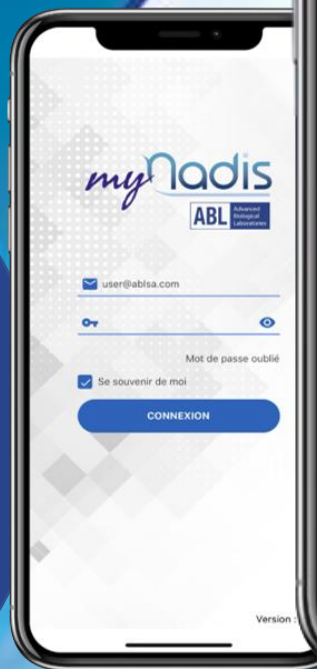 myNadis
ABL Advanced
Biological
Laboratories
user@ablsa.com
Mot de passe oublié
Se souvenir de moi
CONNEXION
Version :